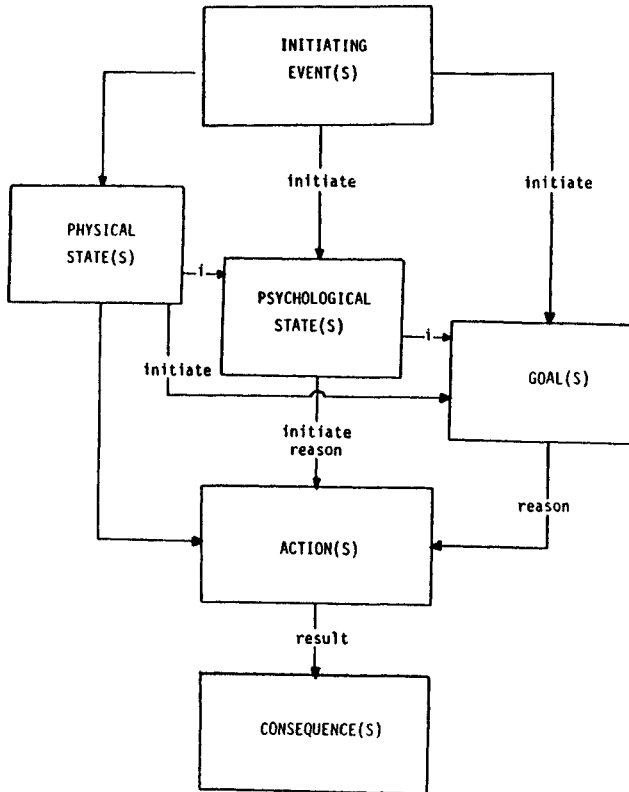 INITIATING
EVENT(S)
initiate
initiate
PHYSICAL
STATE(S)
i
PSYCHOLOGICAL
STATE(S)
i
initiate
GOAL(S)
initiate
reason
reason
ACTION(S)
result
CONSEQUENCE(S)